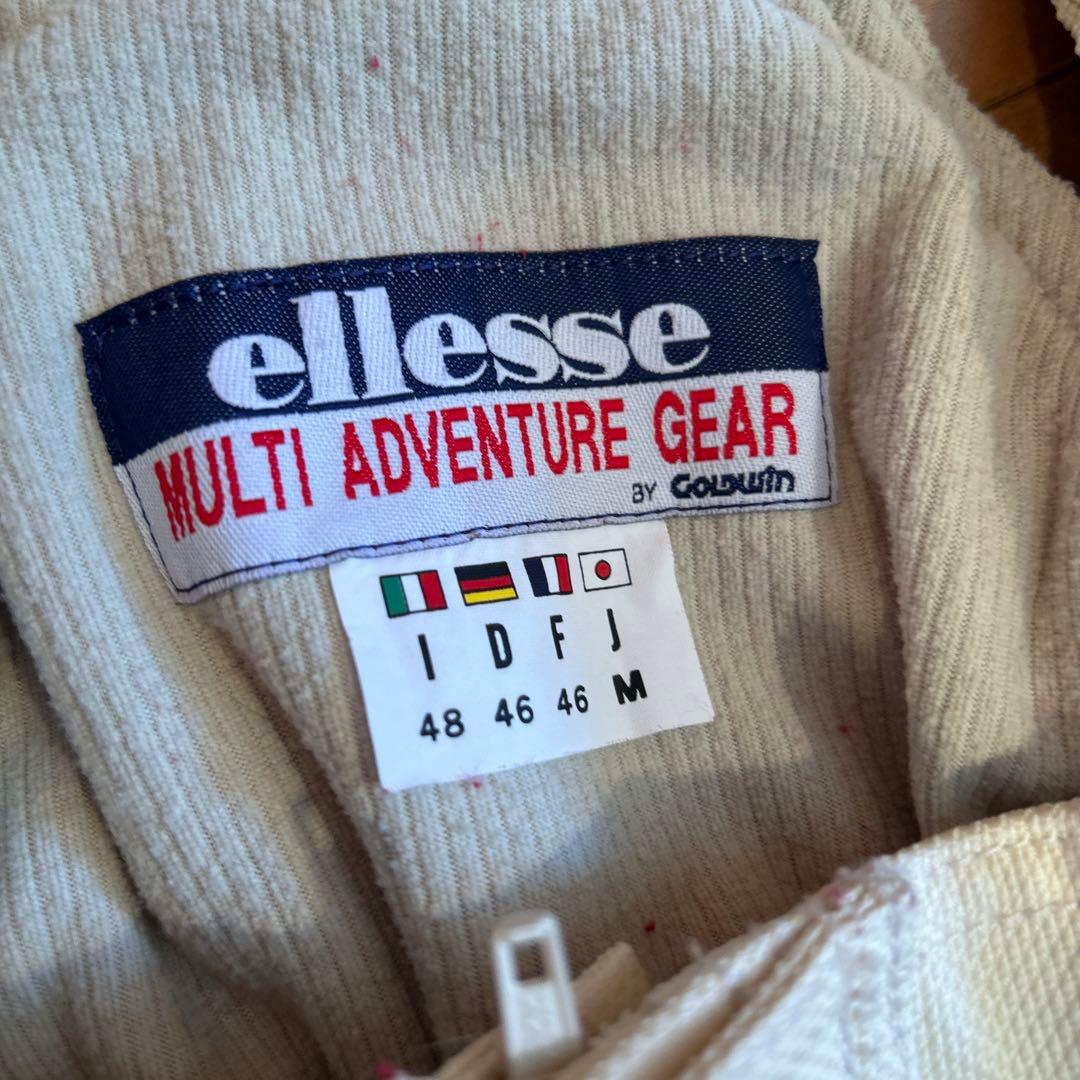 ellesse
MULTI ADVENTURE GEAR
BY GOLDWIN
I D F J
48 46 46 M